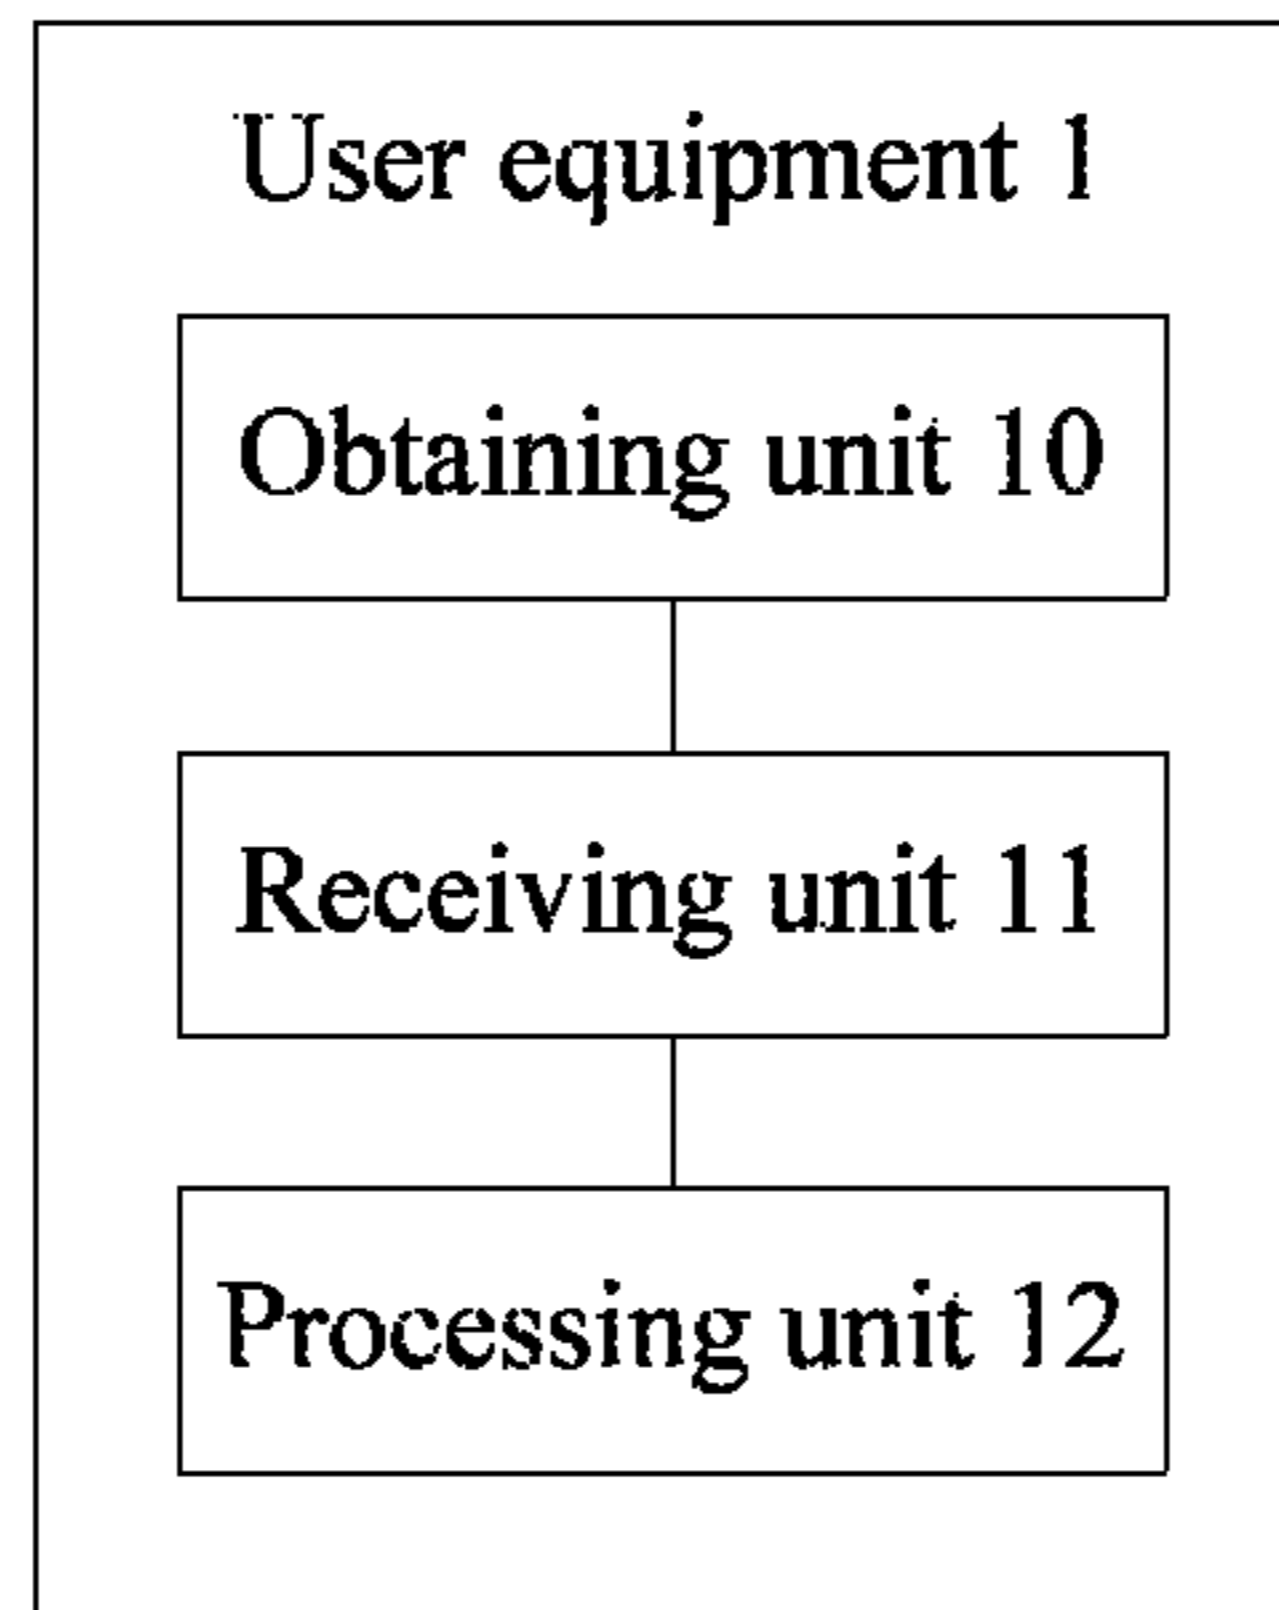 User equipment 1
Obtaining unit 10
Receiving unit 11
Processing unit 12